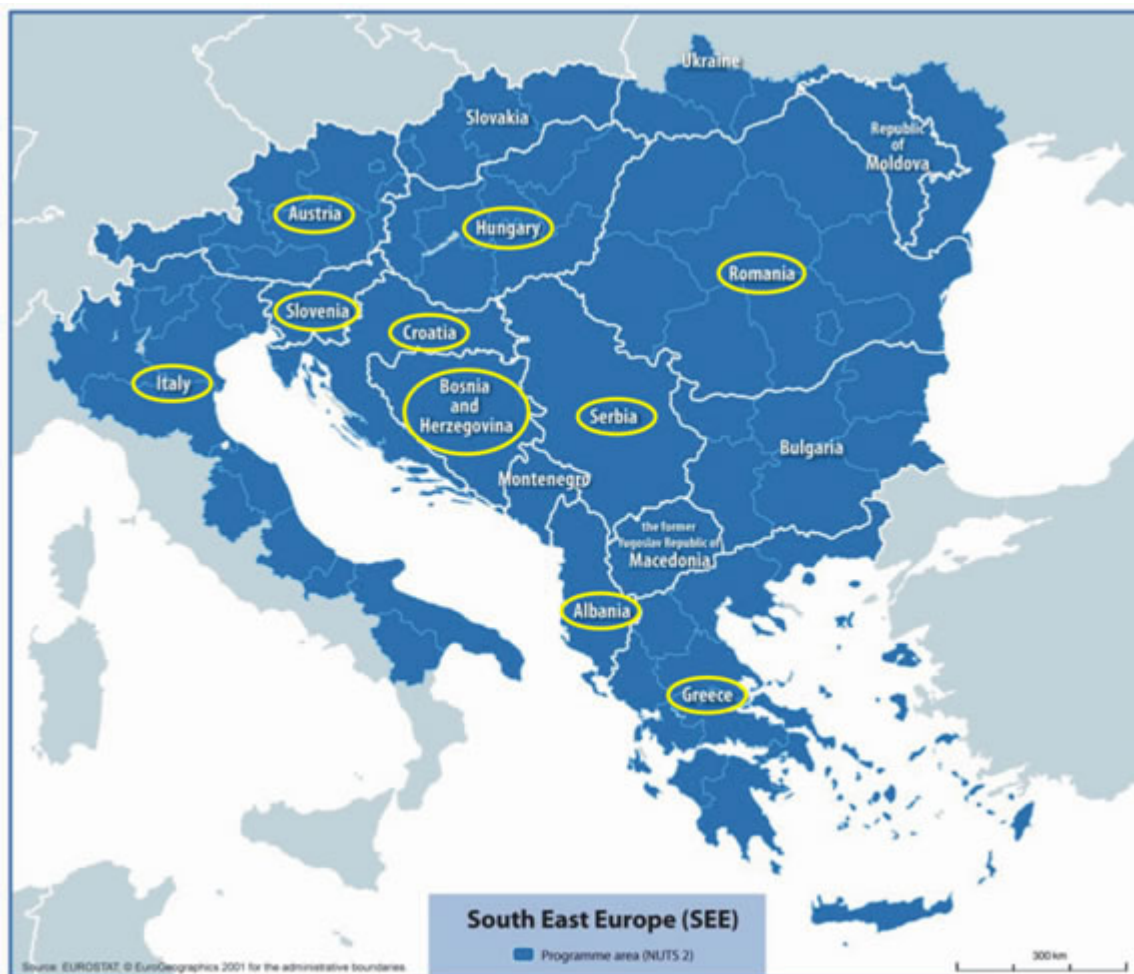 Ukraine
Slovakia
Republic
of
Moldova
Austria
Hungary
Romania
Slovenia
Croatia
Italy
Bosnia
and
Herzegovina
Serbia
Bulgaria
Montenegro
the former
Yugoslav Republic of
Macedonia
Albania
Greece
South East Europe (SEE)
Programme area (NUTS 2)
Source: EUROSTAT, © EuroGeographics 2001 for the administrative boundaries.
300 km